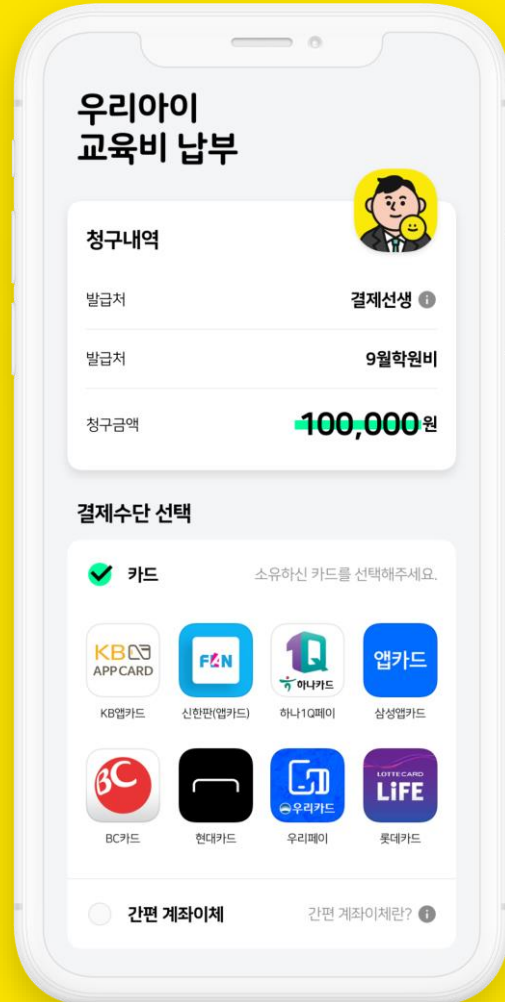 우리아이
교육비 납부
청구내역
발급처 결제선생 i
발급처 9월학원비
청구금액 100,000원
결제수단 선택
카드 소유하신 카드를 선택해주세요.
KB
APP CARD
FAN
1Q
하나카드
앱카드
KB앱카드 신한판(앱카드) 하나1Q페이 삼성앱카드
BC
우리카드
LOTTECARD
LiFE
BC카드 현대카드 우리페이 롯데카드
간편 계좌이체 간편 계좌이체란? i